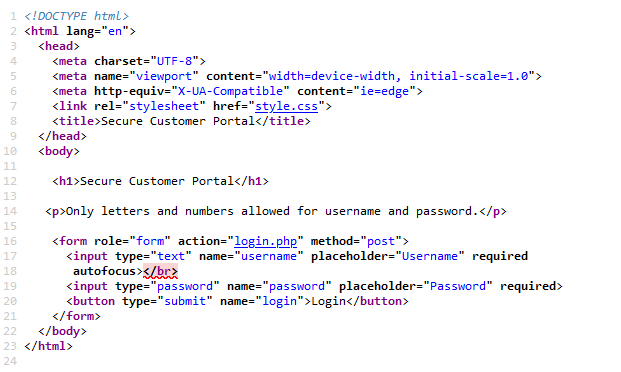 1 <!DOCTYPE html>
2 <html lang="en">
3 <head>
4 <meta charset="UTF-8">
5 <meta name="viewport" content="width=device-width, initial-scale=1.0">
6 <meta http-equiv="X-UA-Compatible" content="ie=edge">
7 <link rel="stylesheet" href="style.css">
8 <title>Secure Customer Portal</title>
9 </head>
10 <body>
11
12 <h1>Secure Customer Portal</h1>
13
14 <p>Only letters and numbers allowed for username and password.</p>
15
16 <form role="form" action="login.php" method="post">
17 <input type="text" name="username" placeholder="Username" required
18 autofocus></br>
19 <input type="password" name="password" placeholder="Password" required>
20 <button type="submit" name="login">Login</button>
21 </form>
22 </body>
23 </html>
24